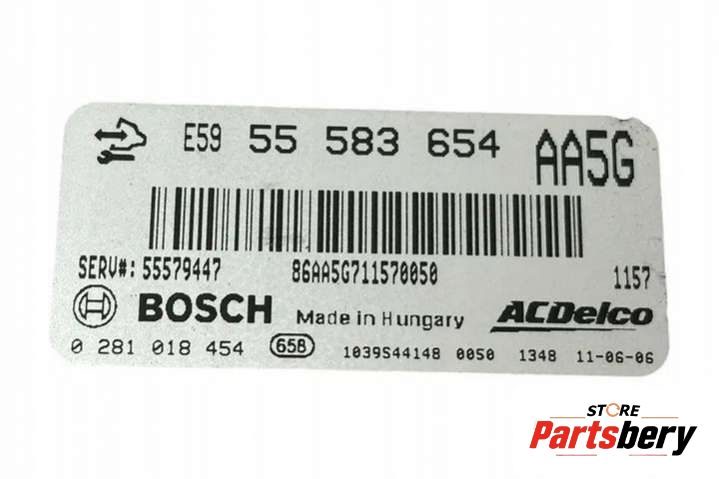 E59 55 583 654 AA5G
SERV#: 55579447 86AA5G711570050 1157
BOSCH Made in Hungary ACDelco
0 281 018 454 658 1039S44148 0050 1348 11-06-06
STORE
Partsbery